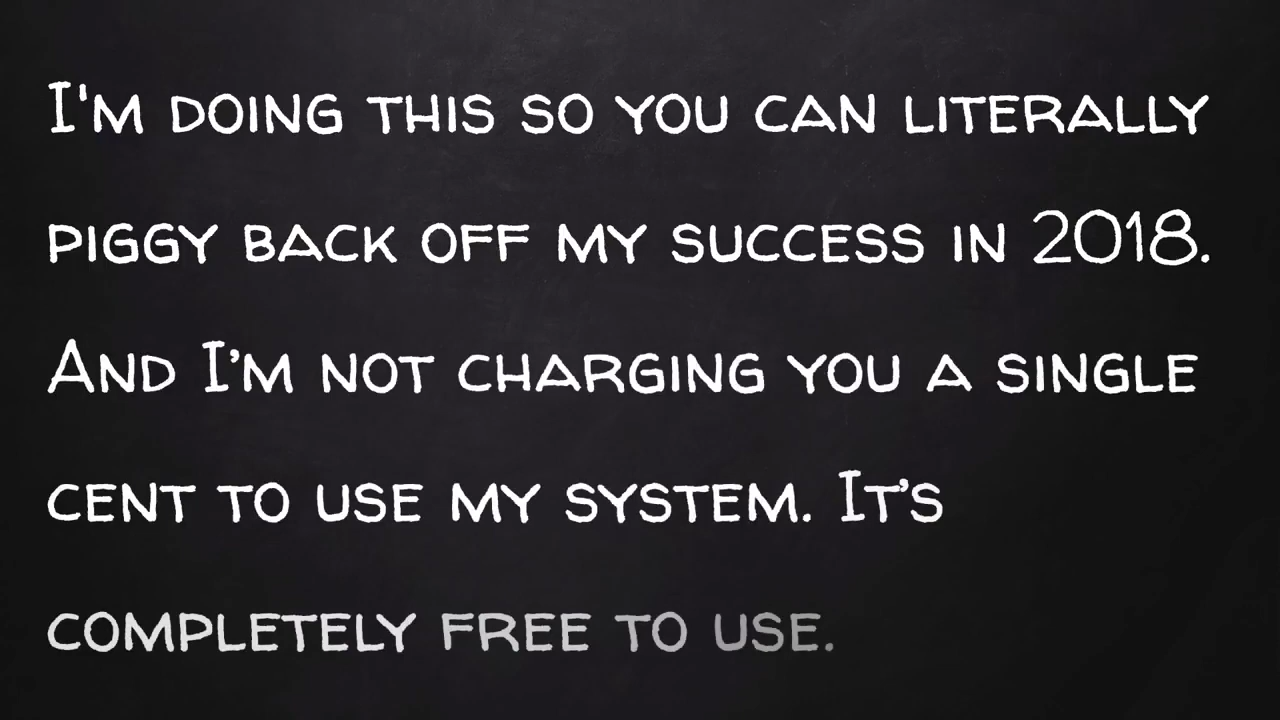 I'm doing this so you can literally
piggy back off my success in 2018.
And I'm not charging you a single
cent to use my system. It's
completely free to use.